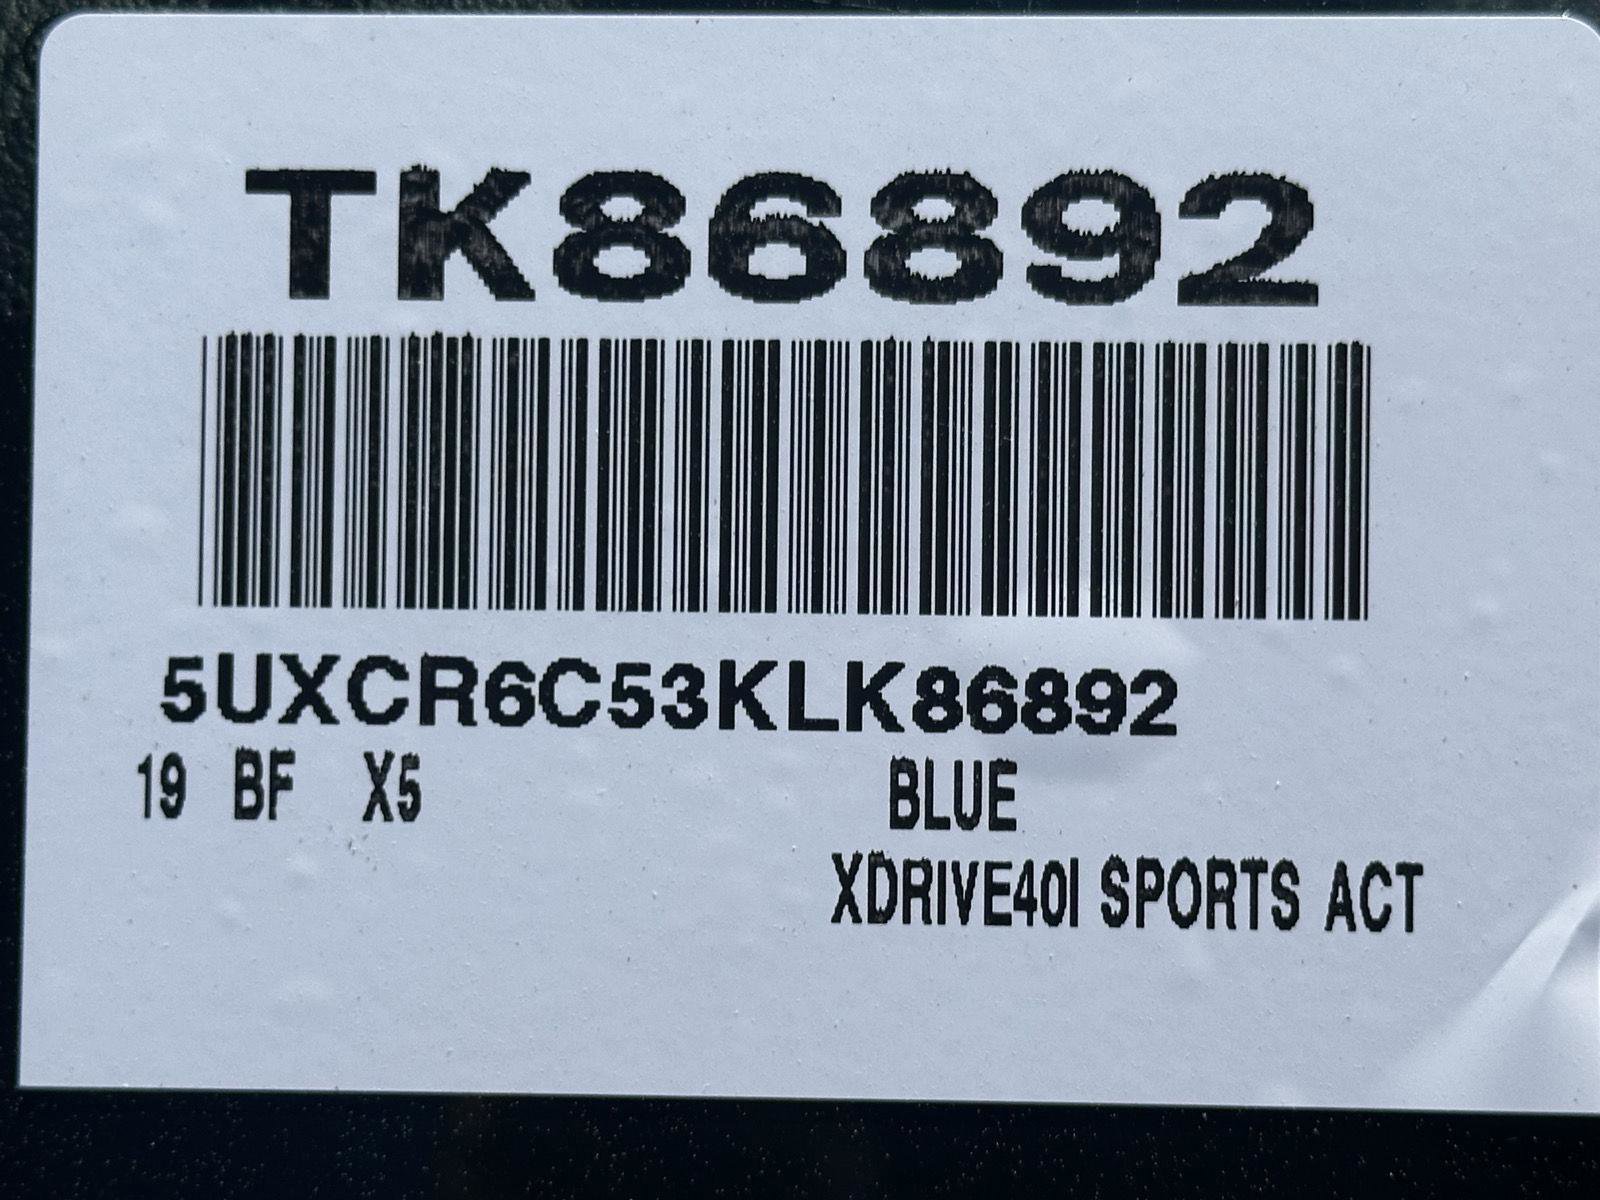 TK86892
5UXCR6C53KLK86892
19 BF X5 BLUE
XDRIVE40I SPORTS ACT